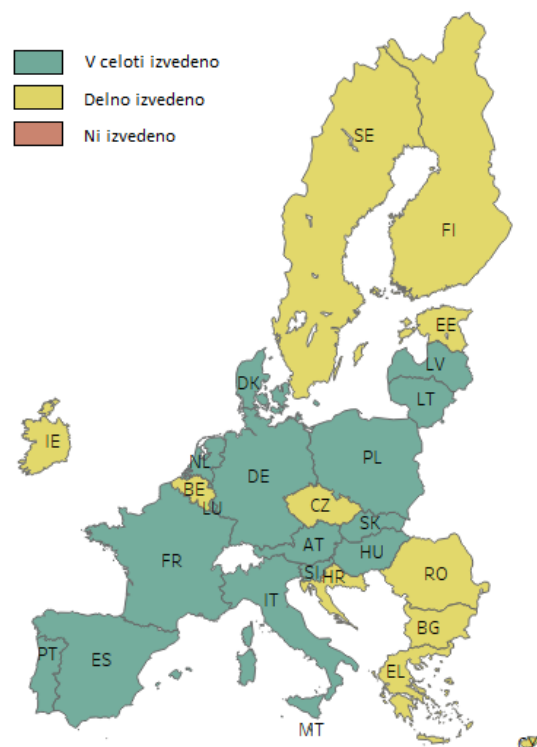 V celoti izvedeno
Delno izvedeno
Ni izvedeno
SE
FI
EE
LV
DK
LT
IE
NL
PL
DE
BE
CZ
LU
SK
AT
HU
FR
SI
HR
RO
IT
BG
PT
ES
EL
MT
CY